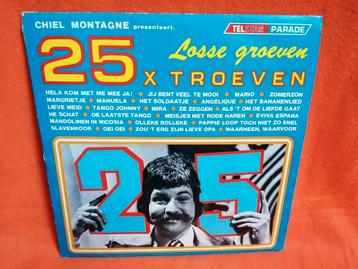 CHIEL MONTAGNE presenteert:
TELSTAR PARADE
Losse groeven
25 X TROEVEN
HELA KOM MET ME MEE JA! JIJ BENT VEEL TE MOOI MARIO ZOMERZON
MARGRIETJE MANUELA HET SOLDAATJE ANGELIQUE HET BANANENLIED
LIEVE MEID TANGO JOHNNY MIRA ZE ZEGGEN ALS 'T OM DE LIEFDE GAAT
HE SCHAT DE LAATSTE TANGO MEISJES MET RODE HAREN EVIVA ESPANA
MANDOLINEN IN NICOSIA OLLEKE BOLLEKE PAPPIE LOOP TOCH NIET ZO SNEL
SLAVENKOOR OEI OEI ZOU 'T ERG ZIJN LIEVE OPA WAARHEEN, WAARVOOR
25